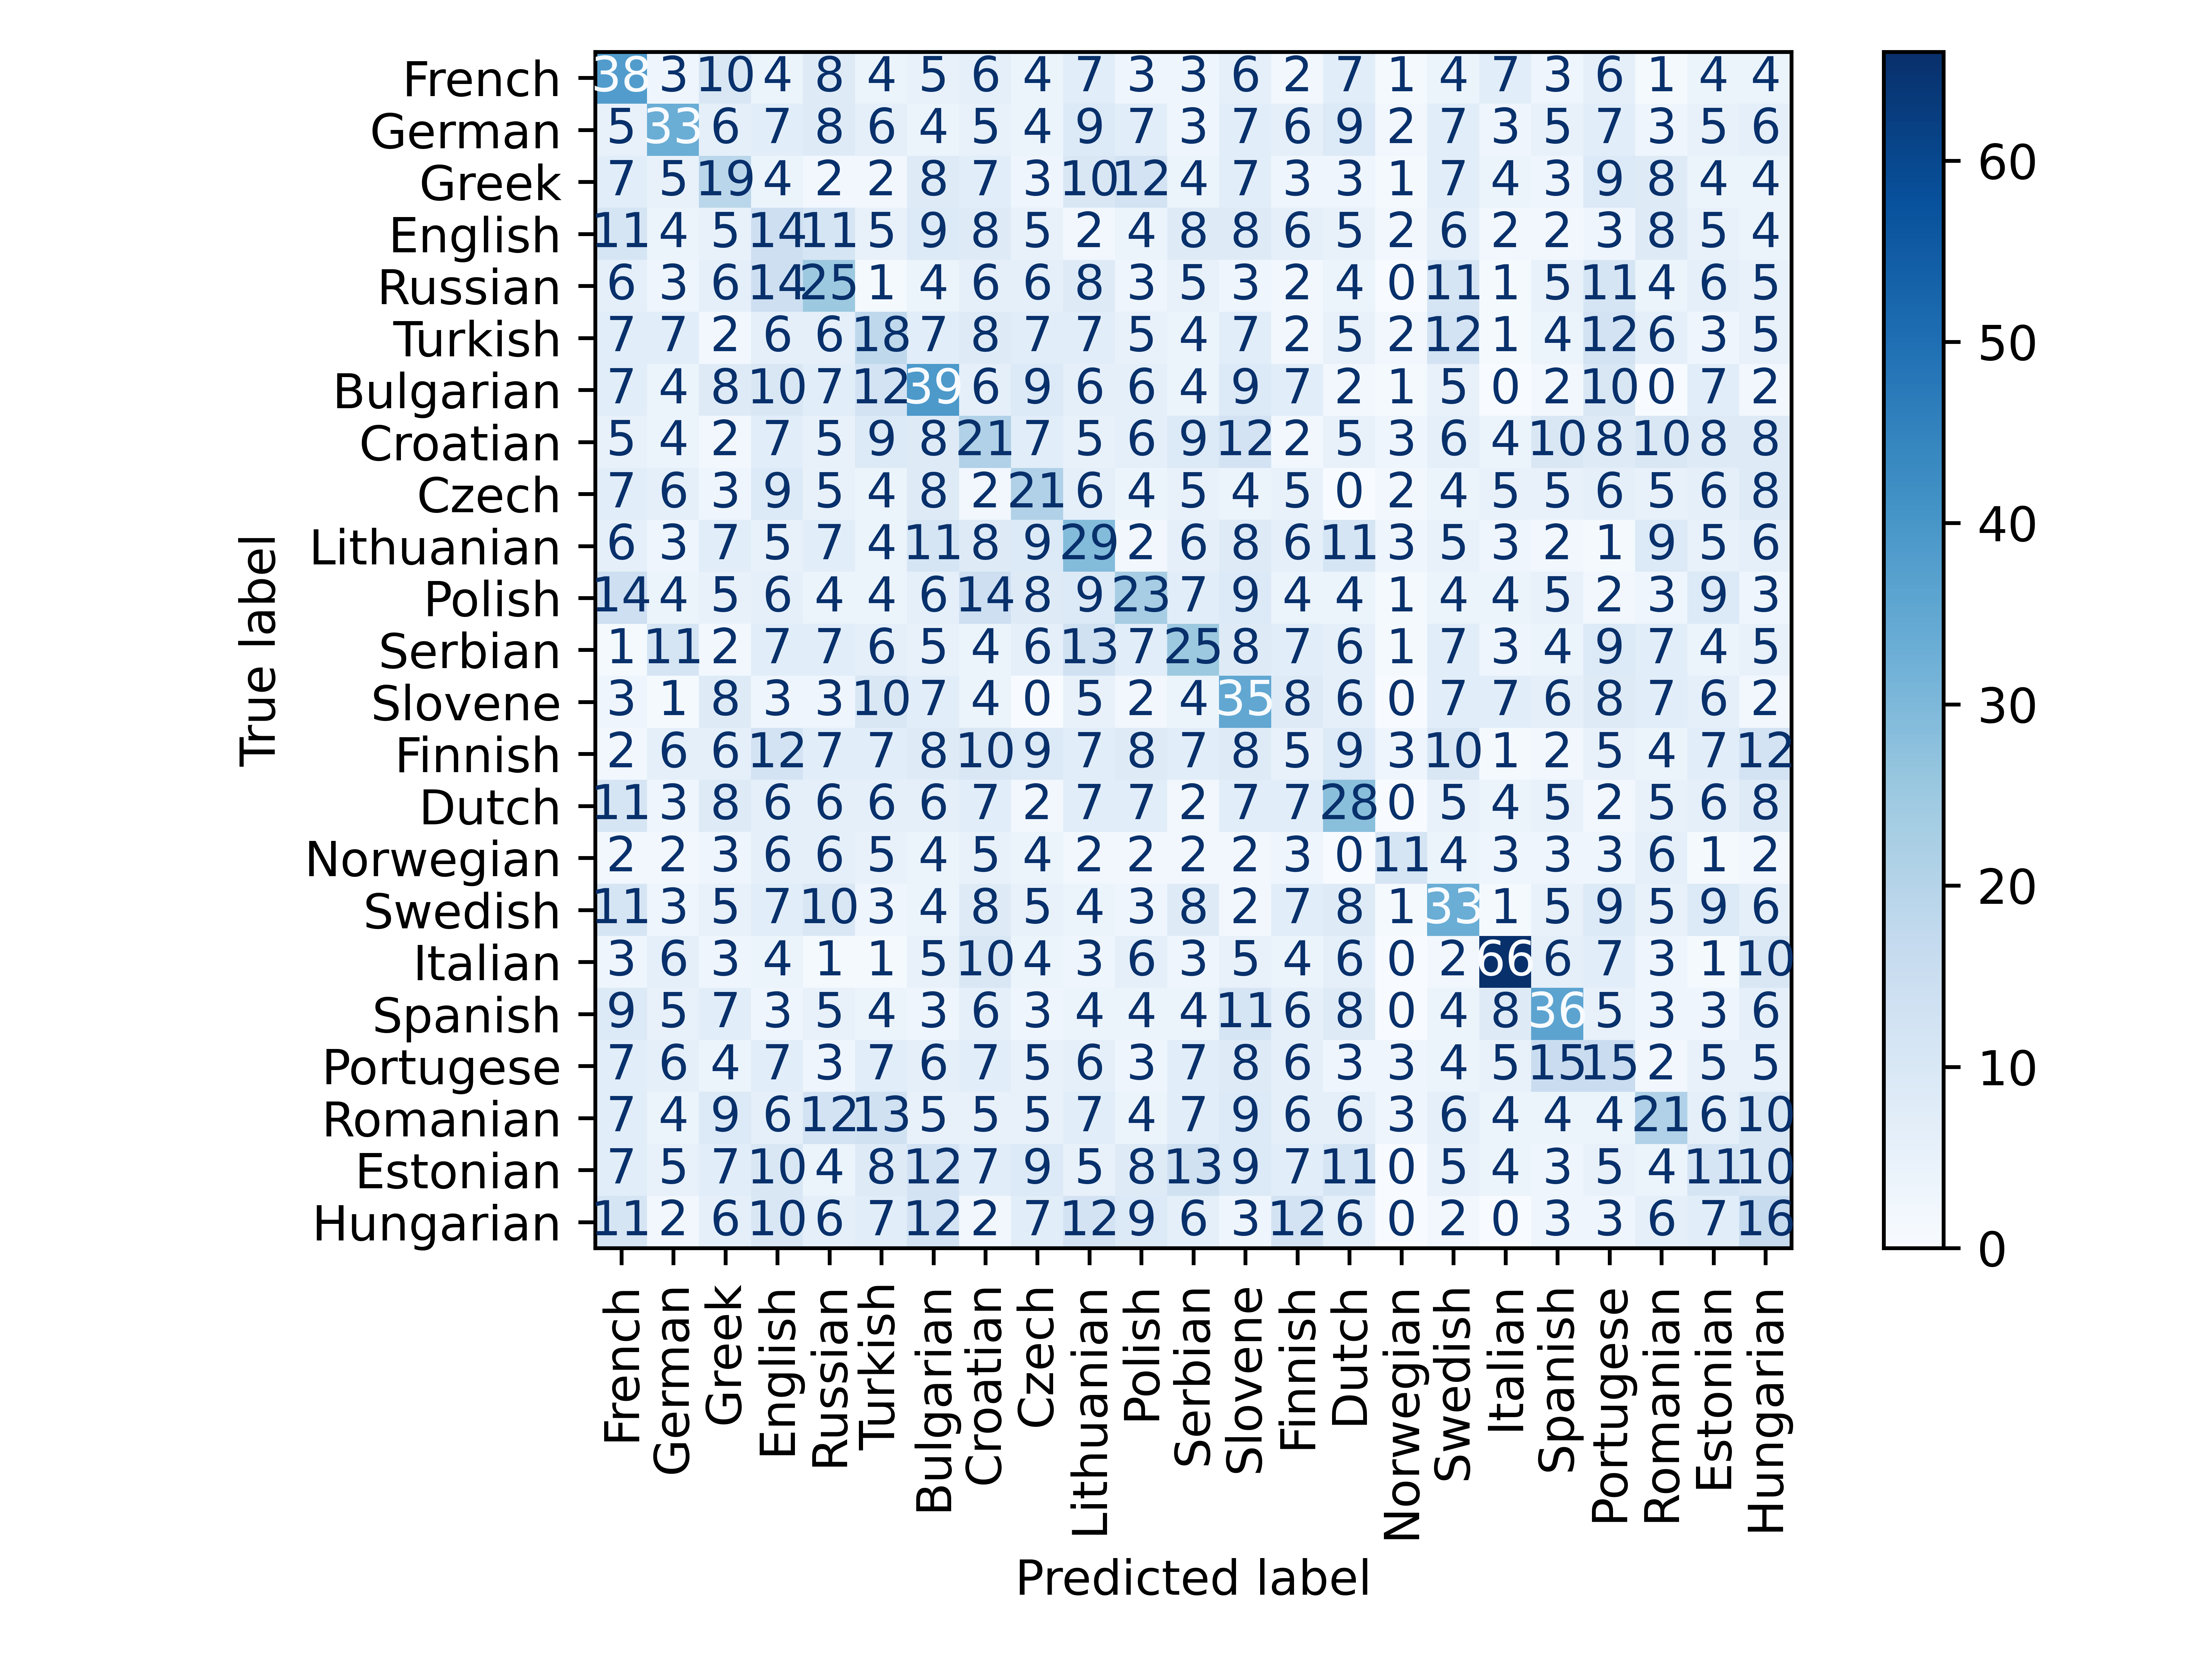 French 38 3 10 4 8 4 5 6 4 7 3 3 6 2 7 1 4 7 3 6 1 4 4
German 5 33 6 7 8 6 4 5 4 9 7 3 7 6 9 2 7 3 5 7 3 5 6
Greek 7 5 19 4 2 2 8 7 3 10 12 4 7 3 3 1 7 4 3 9 8 4 4
English 11 4 5 14 11 5 9 8 5 2 4 8 8 6 5 2 6 2 2 3 8 5 4
Russian 6 3 6 14 25 1 4 6 6 8 3 5 3 2 4 0 11 1 5 11 4 6 5
Turkish 7 7 2 6 6 18 7 8 7 7 5 4 7 2 5 2 12 1 4 12 6 3 5
Bulgarian 7 4 8 10 7 12 39 6 9 6 6 4 9 7 2 1 5 0 2 10 0 7 2
Croatian 5 4 2 7 5 9 8 21 7 5 6 9 12 2 5 3 6 4 10 8 10 8 8
Czech 7 6 3 9 5 4 8 2 21 6 4 5 4 5 0 2 4 5 5 6 5 6 8
Lithuanian 6 3 7 5 7 4 11 8 9 29 2 6 8 6 11 3 5 3 2 1 9 5 6
Polish 14 4 5 6 4 4 6 14 8 9 23 7 9 4 4 1 4 4 5 2 3 9 3
Serbian 1 11 2 7 7 6 5 4 6 13 7 25 8 7 6 1 7 3 4 9 7 4 5
Slovene 3 1 8 3 3 10 7 4 0 5 2 4 35 8 6 0 7 7 6 8 7 6 2
Finnish 2 6 6 12 7 7 8 10 9 7 8 7 8 5 9 3 10 1 2 5 4 7 12
Dutch 11 3 8 6 6 6 6 7 2 7 7 2 7 7 28 0 5 4 5 2 5 6 8
Norwegian 2 2 3 6 6 5 4 5 4 2 2 2 2 3 0 11 4 3 3 3 6 1 2
Swedish 11 3 5 7 10 3 4 8 5 4 3 8 2 7 8 1 33 1 5 9 5 9 6
Italian 3 6 3 4 1 1 5 10 4 3 6 3 5 4 6 0 2 66 6 7 3 1 10
Spanish 9 5 7 3 5 4 3 6 3 4 4 4 11 6 8 0 4 8 36 5 3 3 6
Portugese 7 6 4 7 3 7 6 7 5 6 3 7 8 6 3 3 4 5 15 15 2 5 5
Romanian 7 4 9 6 12 13 5 5 5 7 4 7 9 6 6 3 6 4 4 4 21 6 10
Estonian 7 5 7 10 4 8 12 7 9 5 8 13 9 7 11 0 5 4 3 5 4 11 10
Hungarian 11 2 6 10 6 7 12 2 7 12 9 6 3 12 6 0 2 0 3 3 6 7 16
True label
French German Greek English Russian Turkish Bulgarian Croatian Czech Lithuanian Polish Serbian Slovene Finnish Dutch Norwegian Swedish Italian Spanish Portugese Romanian Estonian Hungarian
Predicted label
60
50
40
30
20
10
0